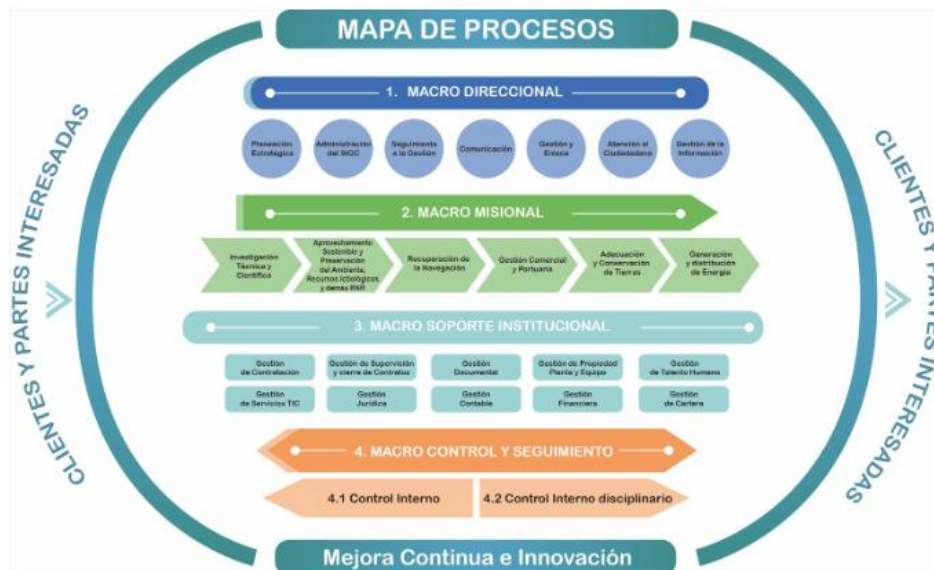 MAPA DE PROCESOS
CLIENTES Y PARTES INTERESADAS
1. MACRO DIRECCIONAL
Planeación
Estratégica
Administración
del SIGC
Seguimiento
a la Gestión
Comunicación
Gestión y
Enlace
Atención al
Ciudadadano
Gestión de la
Información
2. MACRO MISIONAL
Investigación
Técnica y
Científica
Aprovechamiento
Sostenible y
Preservación
del Ambiente,
Recursos Ictiológicos
y demás RNR
Recuperación de
la Navegación
Gestión Comercial
y Portuaria
Adecuación
y Conservación
de Tierras
Generación
y distribución
de Energía
3. MACRO SOPORTE INSTITUCIONAL
Gestión
de Contratación
Gestión de Supervisión
y cierre de Contratos
Gestión
Documental
Gestión de Propiedad
Planta y Equipo
Gestión
de Talento Humano
Gestión
de Servicios TIC
Gestión
Jurídica
Gestión
Contable
Gestión
Financiera
Gestión
de Cartera
4. MACRO CONTROL Y SEGUIMIENTO
4.1 Control Interno
4.2 Control Interno disciplinario
CLIENTES Y PARTES INTERESADAS
Mejora Continua e Innovación